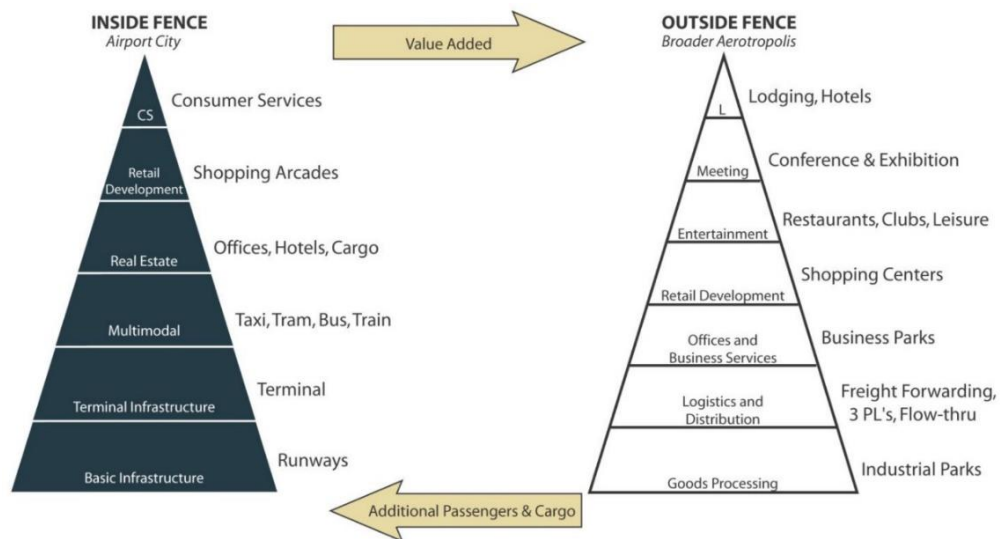 INSIDE FENCE
Airport City
Value Added
OUTSIDE FENCE
Broader Aerotropolis
CS
Consumer Services
Retail
Development
Shopping Arcades
Real Estate
Offices, Hotels, Cargo
Multimodal
Taxi, Tram, Bus, Train
Terminal Infrastructure
Terminal
Basic Infrastructure
Runways
L
Lodging, Hotels
Meeting
Conference & Exhibition
Entertainment
Restaurants, Clubs, Leisure
Retail Development
Shopping Centers
Offices and
Business Services
Business Parks
Logistics and
Distribution
Freight Forwarding,
3 PL's, Flow-thru
Goods Processing
Industrial Parks
Additional Passengers & Cargo